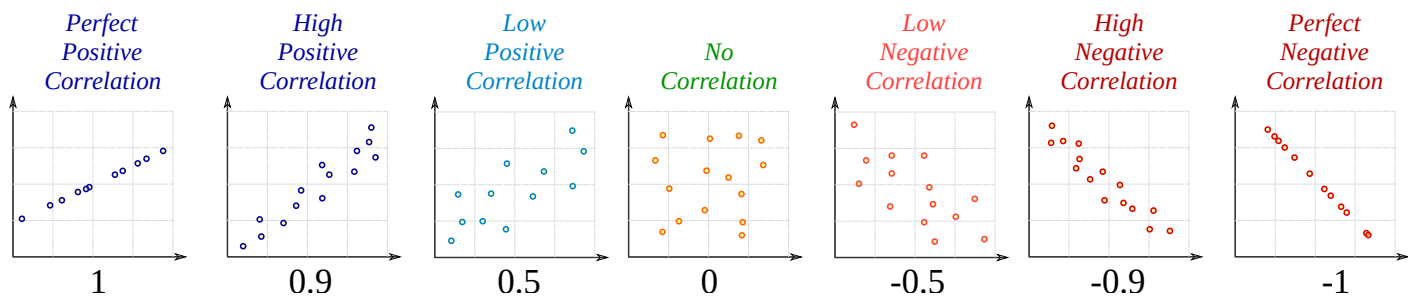 Perfect
Positive
Correlation
High
Positive
Correlation
Low
Positive
Correlation
No
Correlation
Low
Negative
Correlation
High
Negative
Correlation
Perfect
Negative
Correlation
1
0.9
0.5
0
-0.5
-0.9
-1